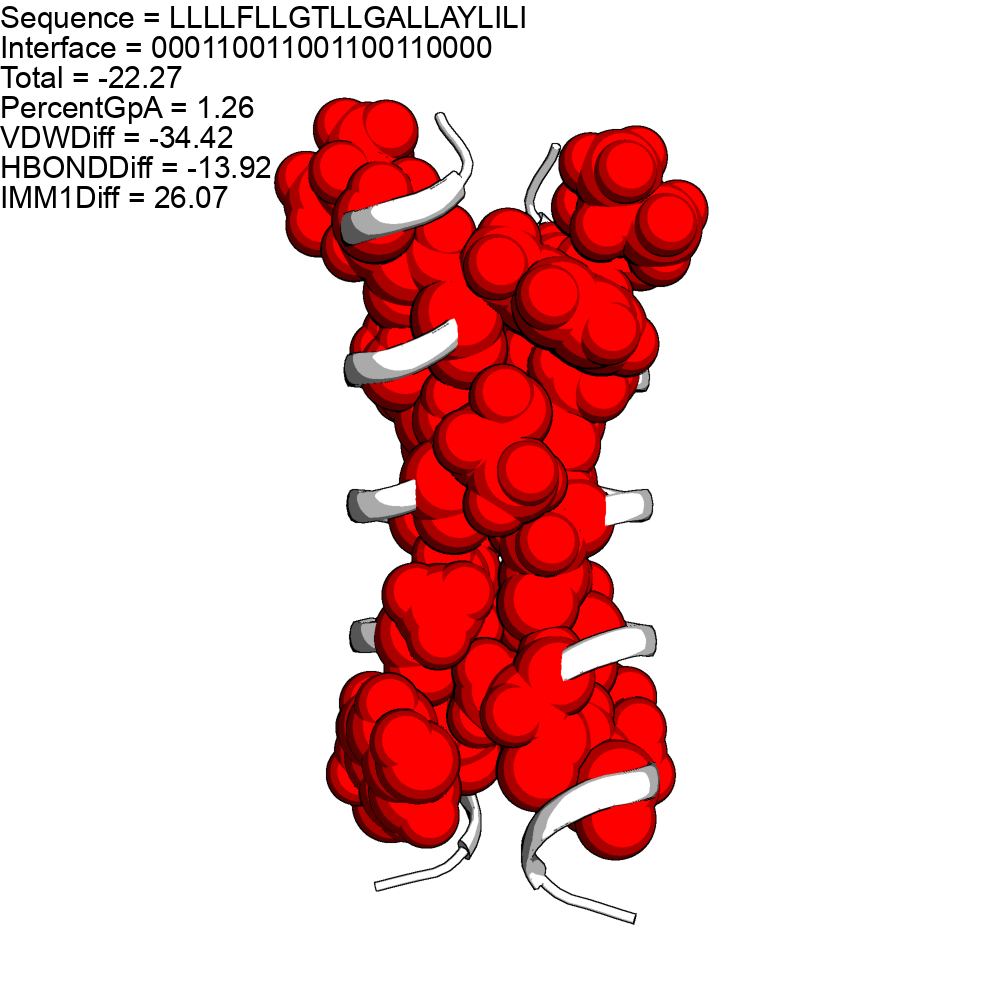 Sequence = LLLLFLLGTLLGALLAYLILI
Interface = 000110011001100110000
Total = -22.27
PercentGpA = 1.26
VDWDiff = -34.42
HBONDDiff = -13.92
IMM1Diff = 26.07